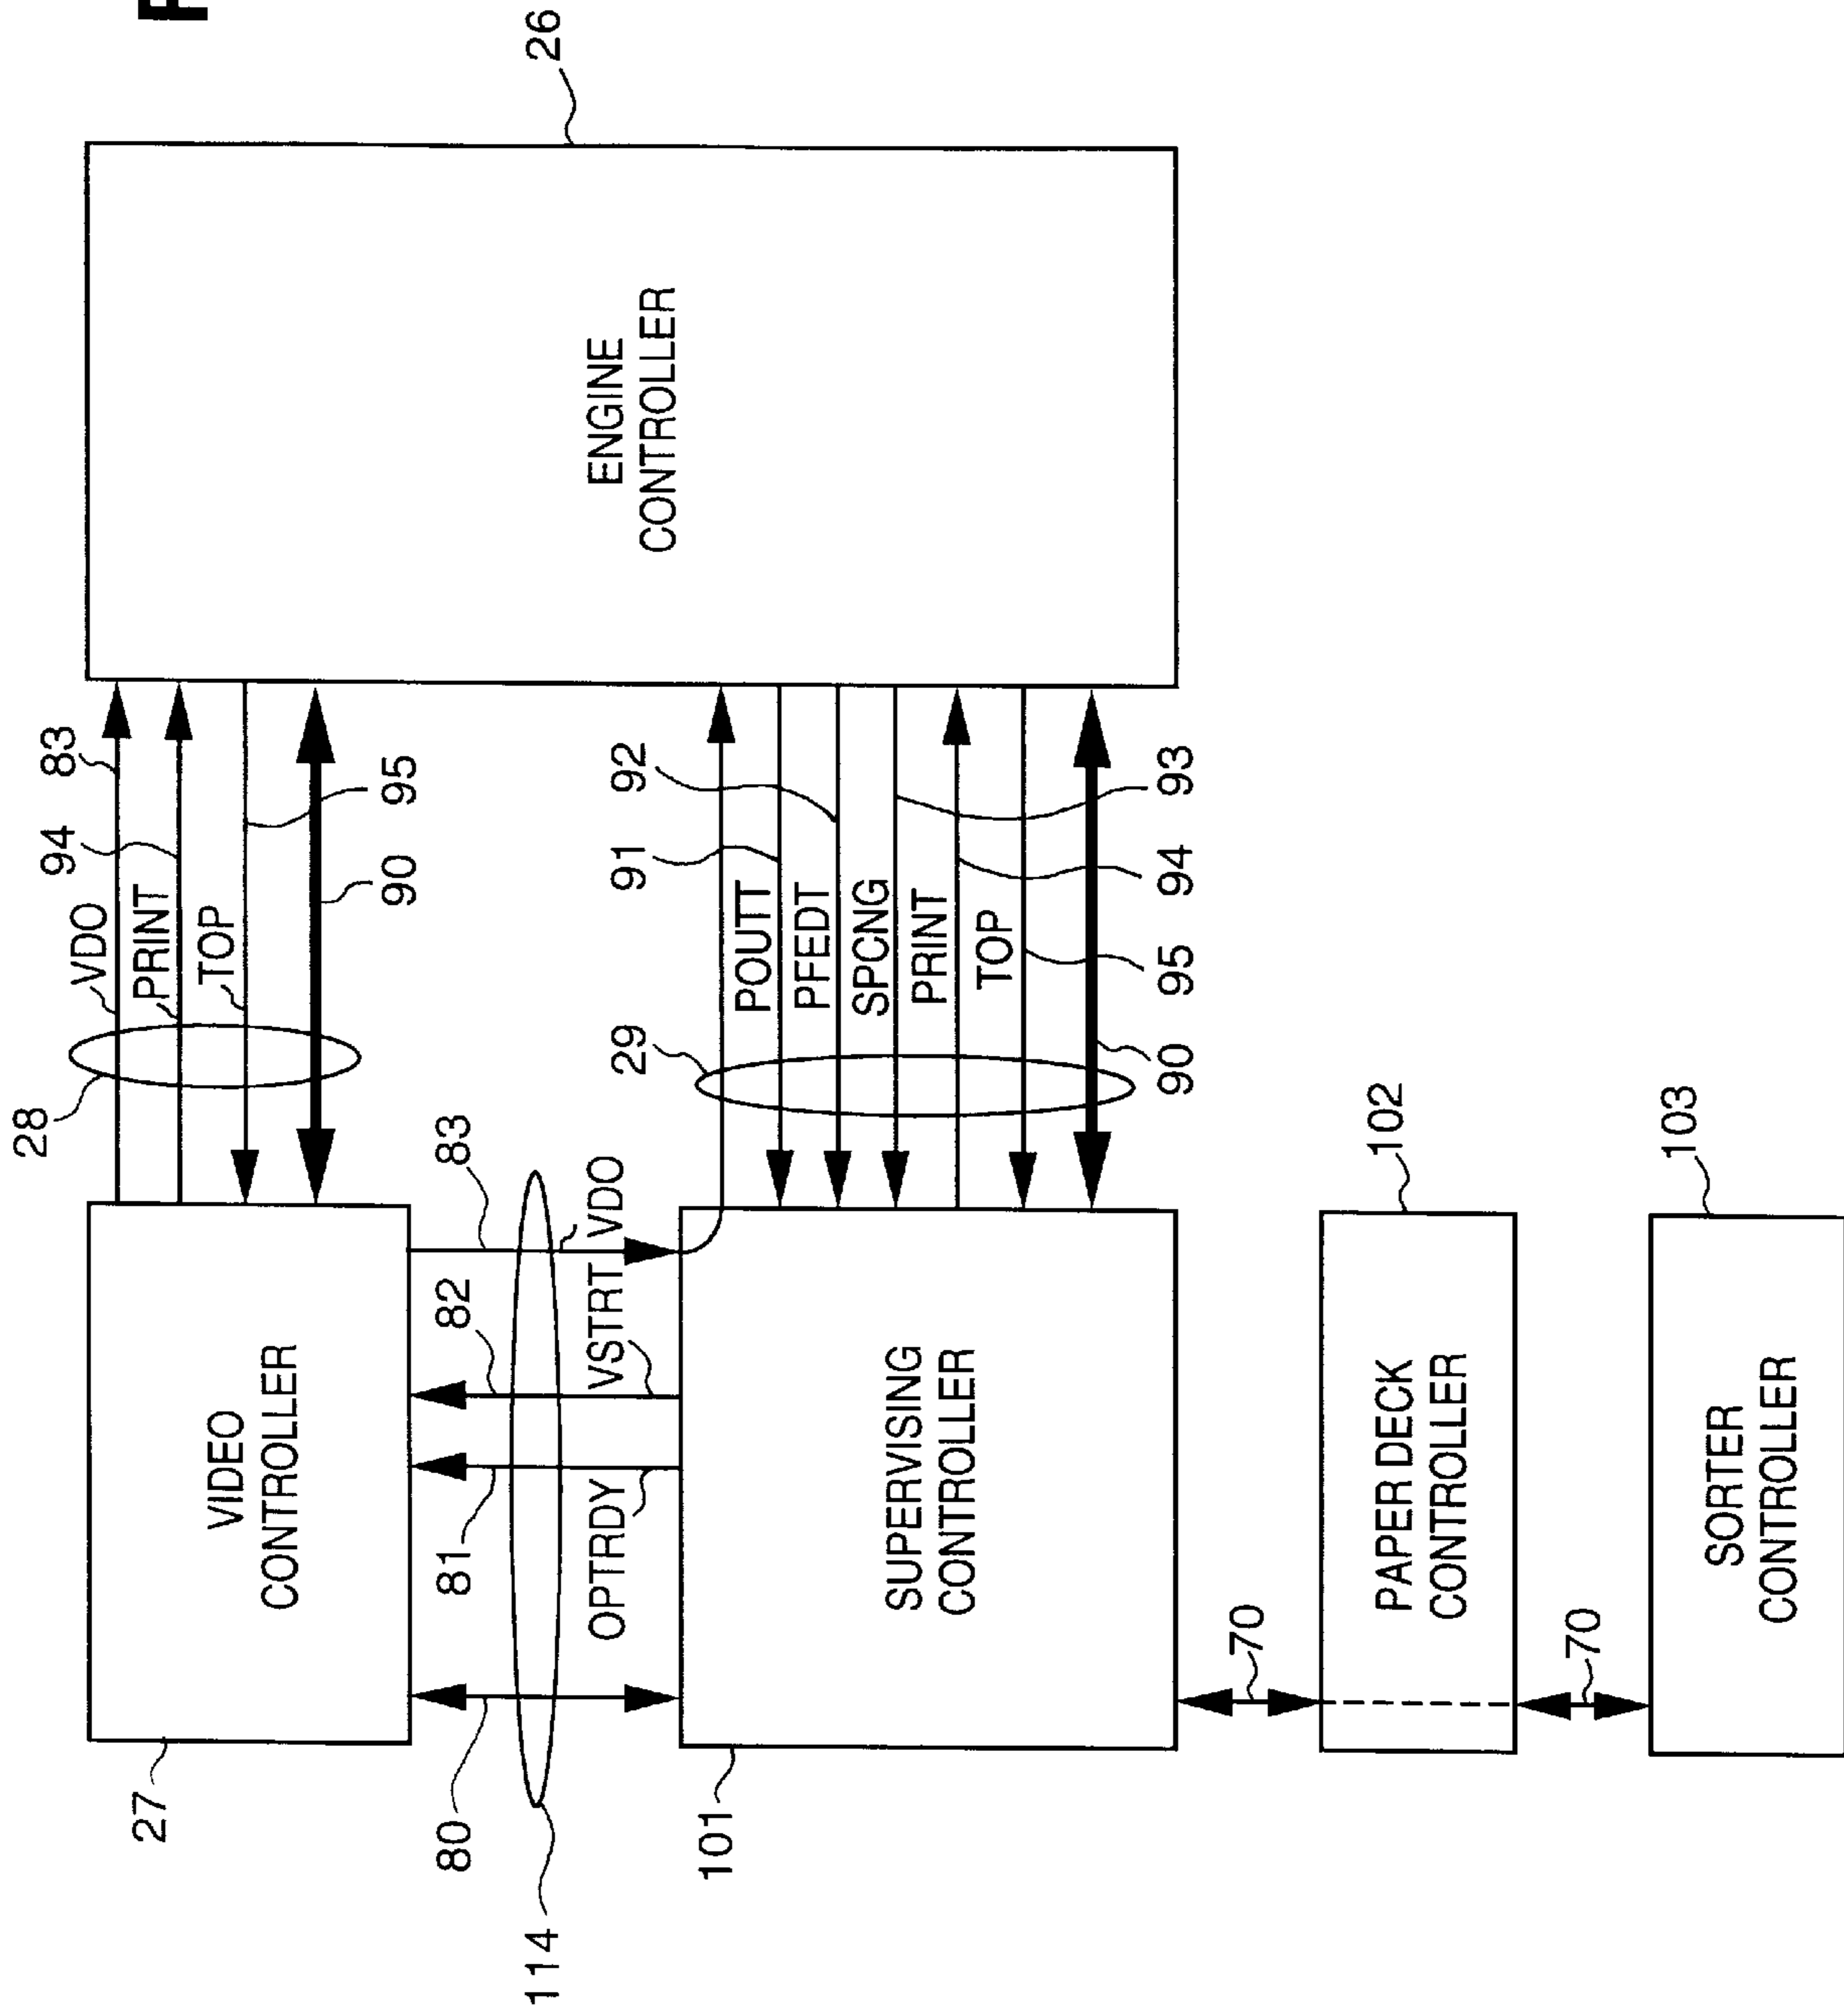 F
26
ENGINE
CONTROLLER
83
94
95
90
VDO
PRINT
TOP
28
92
91
93
94
95
90
POUTT
PFEDT
SPCNG
PRINT
TOP
29
83
82
81
80
VDO
VSTRT
OPTRDY
114
VIDEO
CONTROLLER
27
SUPERVISING
CONTROLLER
101
70
PAPER DECK
CONTROLLER
102
70
SORTER
CONTROLLER
103